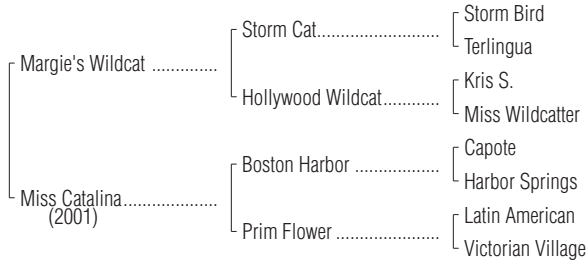 Storm Bird
Storm Cat....................................
Terlingua
Margie's Wildcat ...................
Kris S.
Hollywood Wildcat.....................
Miss Wildcatter
Capote
Boston Harbor .........................
Harbor Springs
Miss Catalina............................
(2001)
Latin American
Prim Flower ...............................
Victorian Village